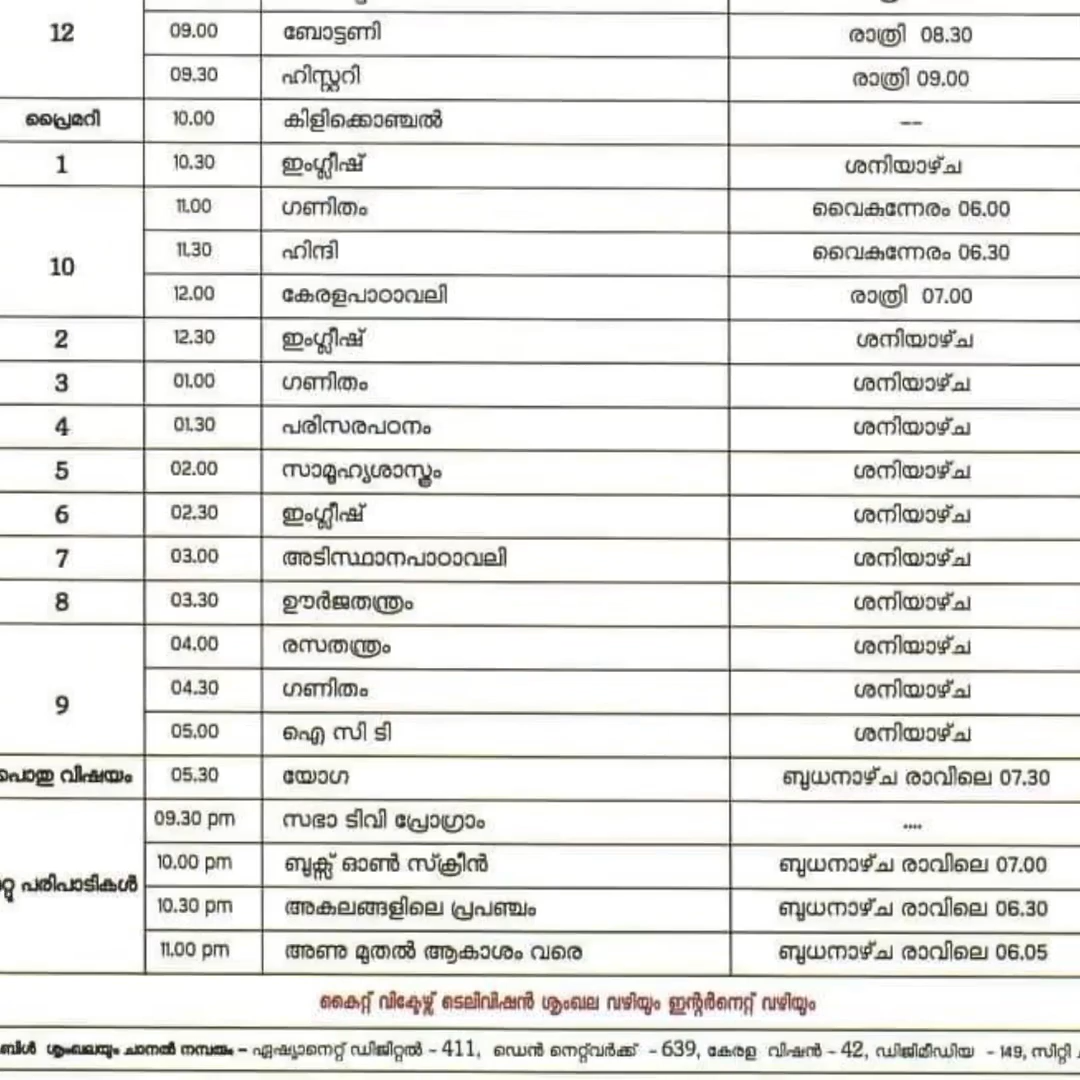 12 09.00 ബോട്ടണി രാത്രി 08.30
09.30 ഹിസ്റ്ററി രാത്രി 09.00
പ്രൈമറി 10.00 കിളിക്കൊഞ്ചൽ --
1 10.30 ഇംഗ്ലീഷ് ശനിയാഴ്ച
11.00 ഗണിതം വൈകുന്നേരം 06.00
10 11.30 ഹിന്ദി വൈകുന്നേരം 06.30
12.00 കേരളപാഠാവലി രാത്രി 07.00
2 12.30 ഇംഗ്ലീഷ് ശനിയാഴ്ച
3 01.00 ഗണിതം ശനിയാഴ്ച
4 01.30 പരിസരപഠനം ശനിയാഴ്ച
5 02.00 സാമൂഹ്യശാസ്ത്രം ശനിയാഴ്ച
6 02.30 ഇംഗ്ലീഷ് ശനിയാഴ്ച
7 03.00 അടിസ്ഥാനപാഠാവലി ശനിയാഴ്ച
8 03.30 ഊർജതന്ത്രം ശനിയാഴ്ച
04.00 രസതന്ത്രം ശനിയാഴ്ച
9 04.30 ഗണിതം ശനിയാഴ്ച
05.00 ഐ സി ടി ശനിയാഴ്ച
പൊതു വിഷയം 05.30 യോഗ ബുധനാഴ്ച രാവിലെ 07.30
09.30 pm സഭാ ടിവി പ്രോഗ്രാം ....
10.00 pm ബുക്സ് ഓൺ സ്ക്രീൻ ബുധനാഴ്ച രാവിലെ 07.00
പരിപാടികൾ 10.30 pm അകലങ്ങളിലെ പ്രപഞ്ചം ബുധനാഴ്ച രാവിലെ 06.30
11.00 pm അണു മുതൽ ആകാശം വരെ ബുധനാഴ്ച രാവിലെ 06.05
കൈറ്റ് വിക്ടേഴ്സ് ടെലിവിഷൻ ശൃംഖല വഴിയും ഇന്റർനെറ്റ് വഴിയും
ശൃംഖലയും ചാനൽ നമ്പരും – ഏഷ്യാനെറ്റ് ഡിജിറ്റൽ - 411, ഡെൻ നെറ്റ്‌വർക്ക് - 639, കേരള വിഷൻ - 42, ഡിജിമീഡിയ - 149, സിറ്റി